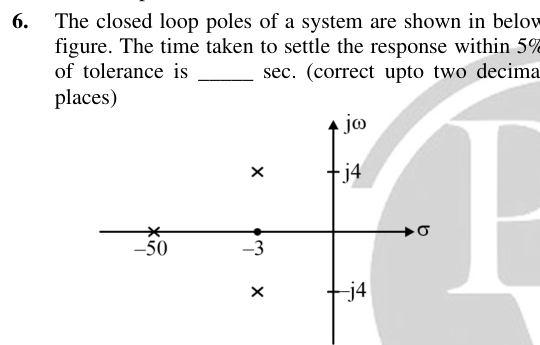 6. The closed loop poles of a system are shown in below
figure. The time taken to settle the response within 5%
of tolerance is _____ sec. (correct upto two decima
places)
jω
j4
σ
–50
–3
–j4